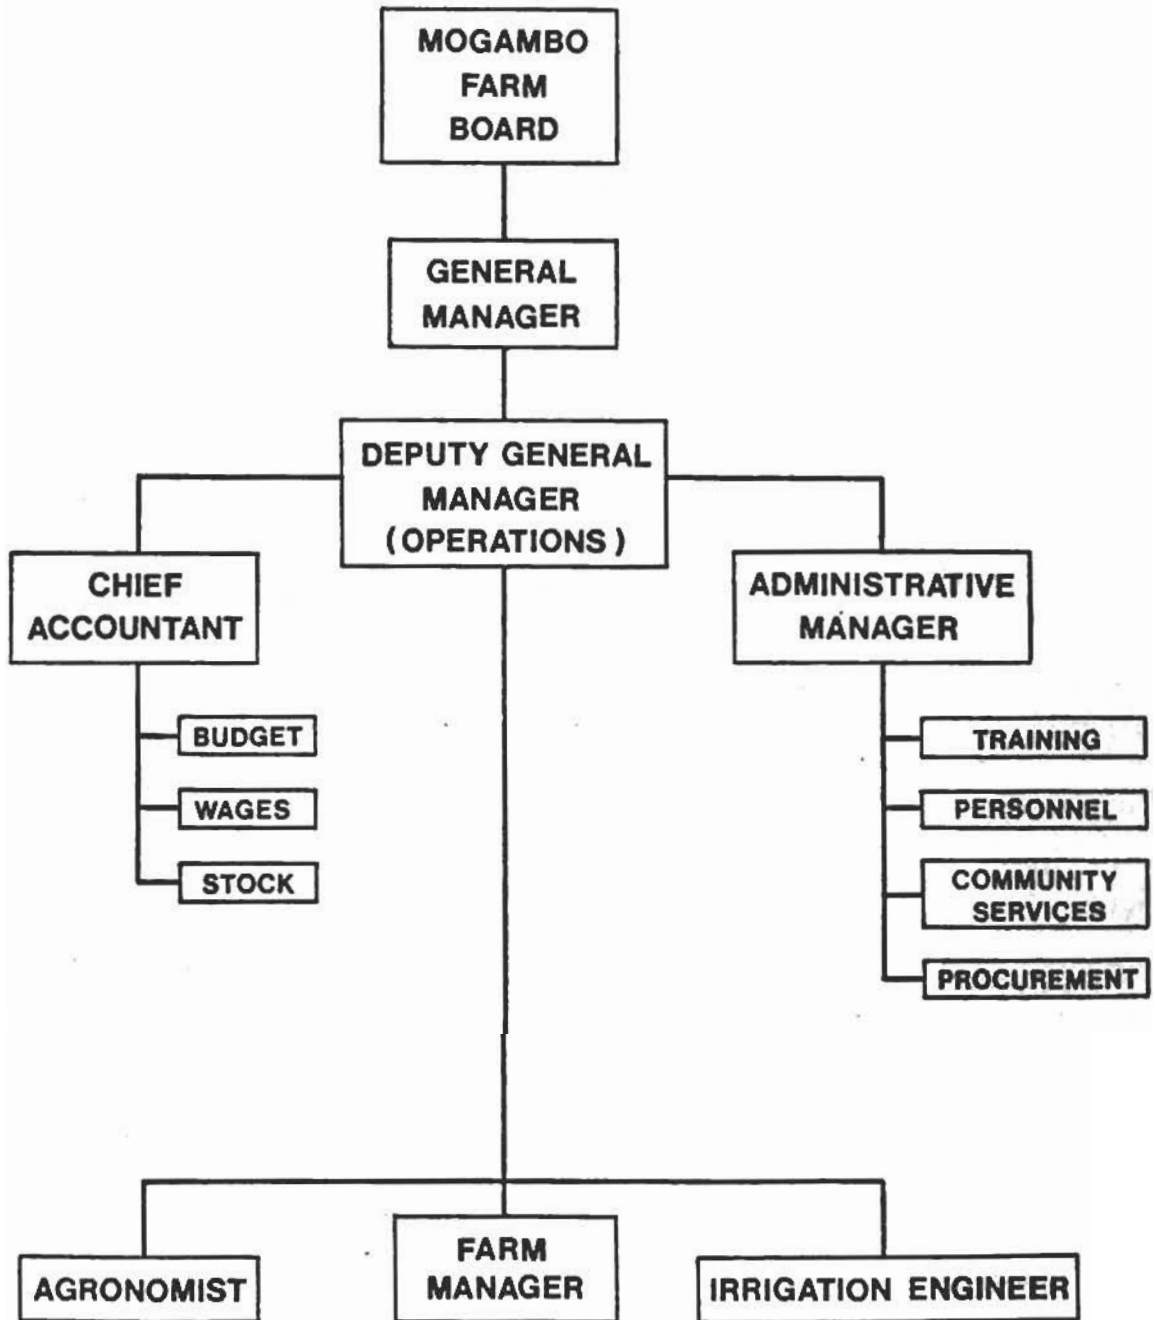 MOGAMBO
FARM
BOARD
GENERAL
MANAGER
DEPUTY GENERAL
MANAGER
(OPERATIONS)
CHIEF
ACCOUNTANT
BUDGET
WAGES
STOCK
ADMINISTRATIVE
MANAGER
TRAINING
PERSONNEL
COMMUNITY
SERVICES
PROCUREMENT
AGRONOMIST
FARM
MANAGER
IRRIGATION ENGINEER